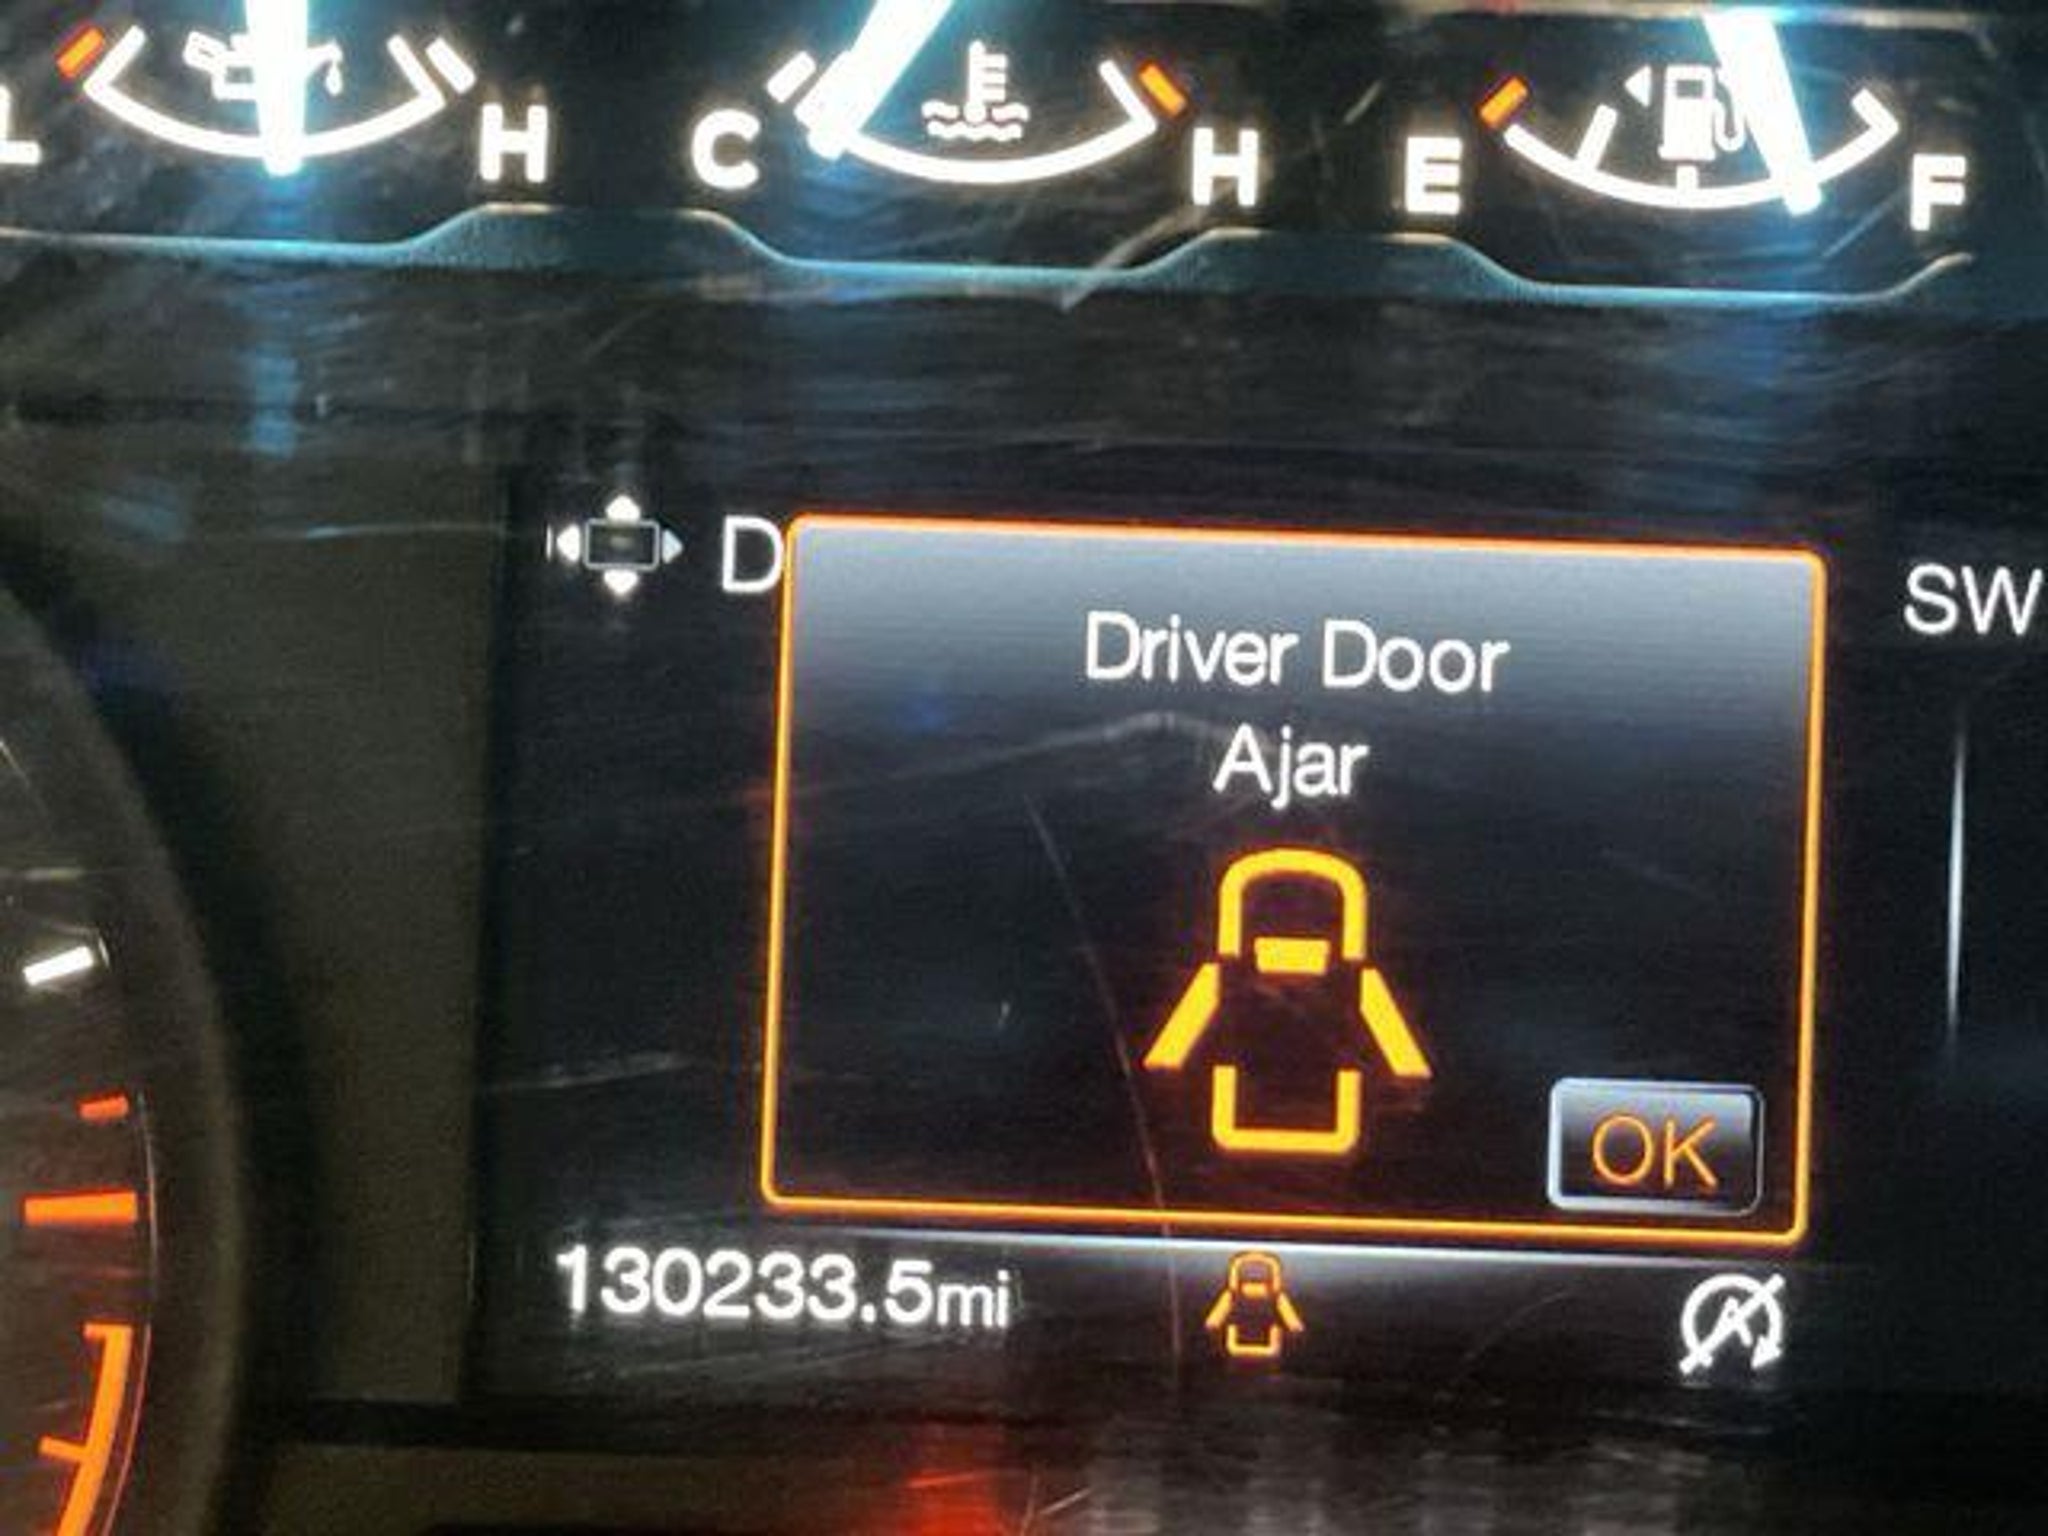 L H C H E F
D
SW
Driver Door
Ajar
OK
130233.5mi